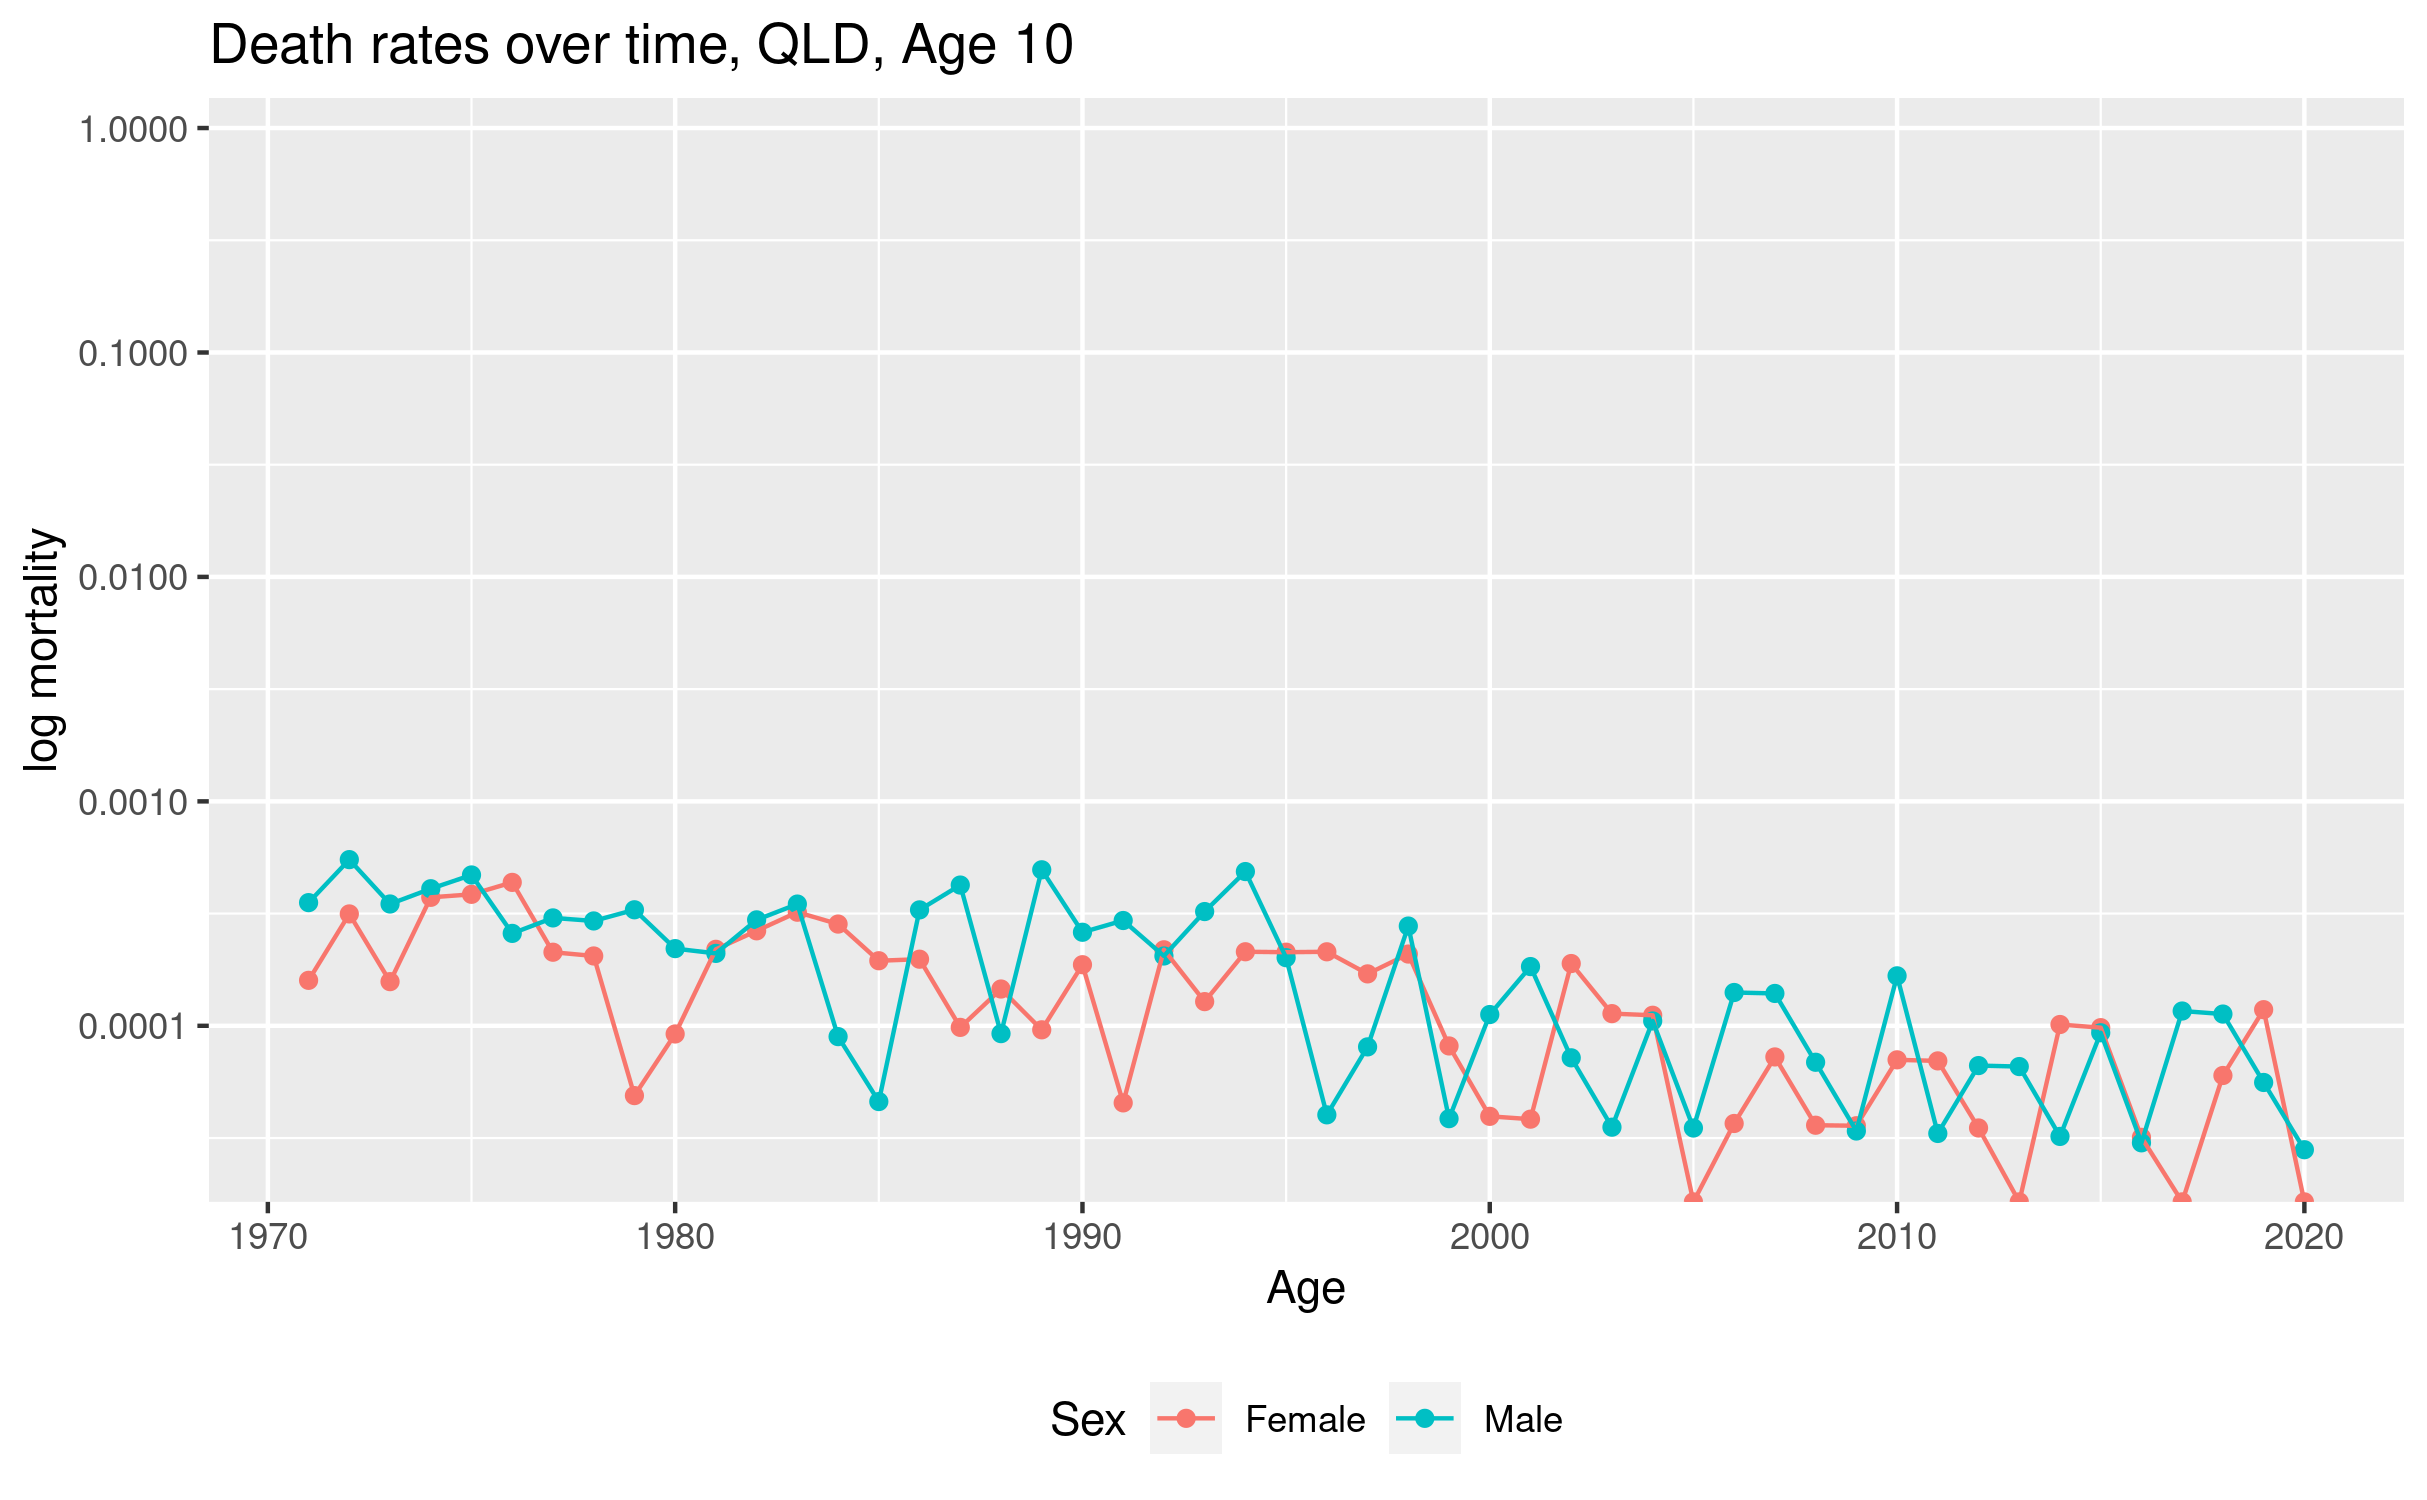 Death rates over time, QLD, Age 10
log mortality
1.0000
0.1000
0.0100
0.0010
0.0001
1970 1980 1990 2000 2010 2020
Age
Sex Female Male